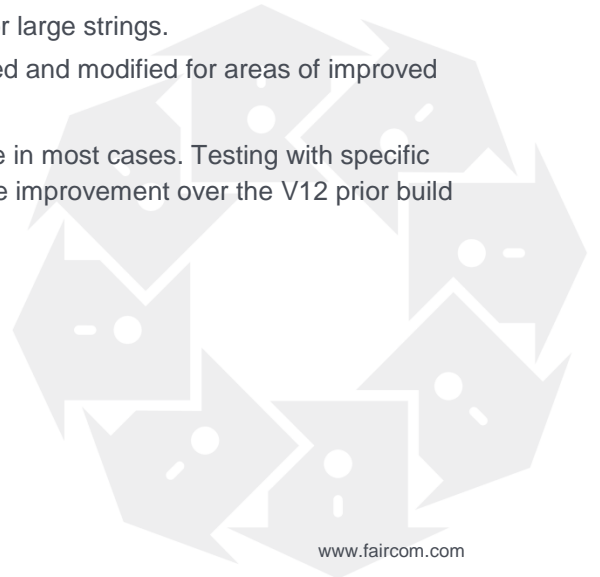 r large strings.
ed and modified for areas of improved
e in most cases. Testing with specific
e improvement over the V12 prior build
www.faircom.com